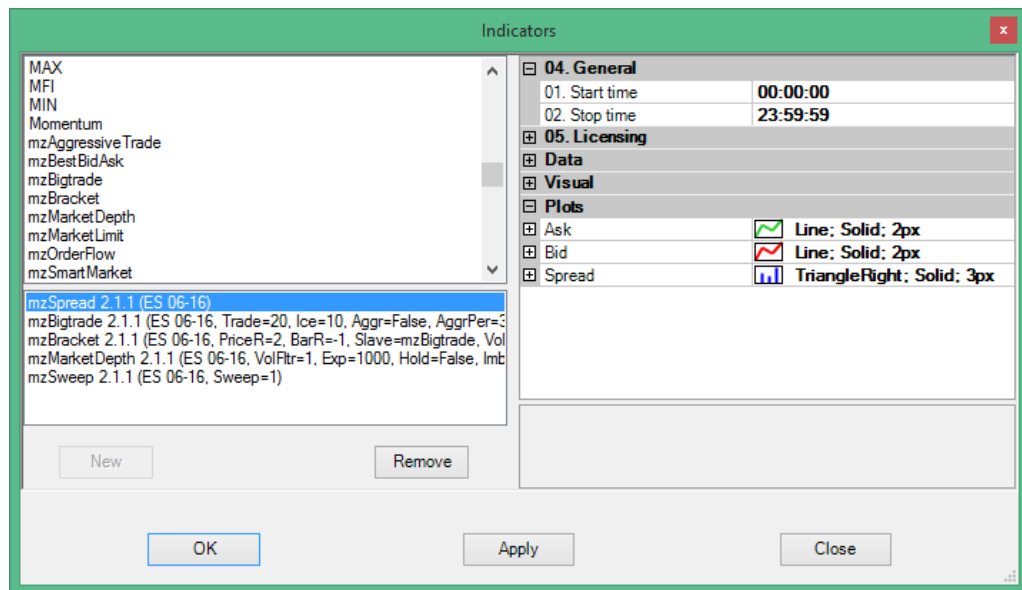 Indicators
x
MAX
MFI
MIN
Momentum
mzAggressiveTrade
mzBestBidAsk
mzBigtrade
mzBracket
mzMarketDepth
mzMarketLimit
mzOrderFlow
mzSmartMarket
mzSpread 2.1.1 (ES 06-16)
mzBigtrade 2.1.1 (ES 06-16, Trade=20, Ice=10, Aggr=False, AggrPer=3
mzBracket 2.1.1 (ES 06-16, PriceR=2, BarR=-1, Slave=mzBigtrade, Vol
mzMarketDepth 2.1.1 (ES 06-16, VolFltr=1, Exp=1000, Hold=False, Imb
mzSweep 2.1.1 (ES 06-16, Sweep=1)
New
Remove
04. General
01. Start time 00:00:00
02. Stop time 23:59:59
05. Licensing
Data
Visual
Plots
Ask Line; Solid; 2px
Bid Line; Solid; 2px
Spread TriangleRight; Solid; 3px
OK
Apply
Close